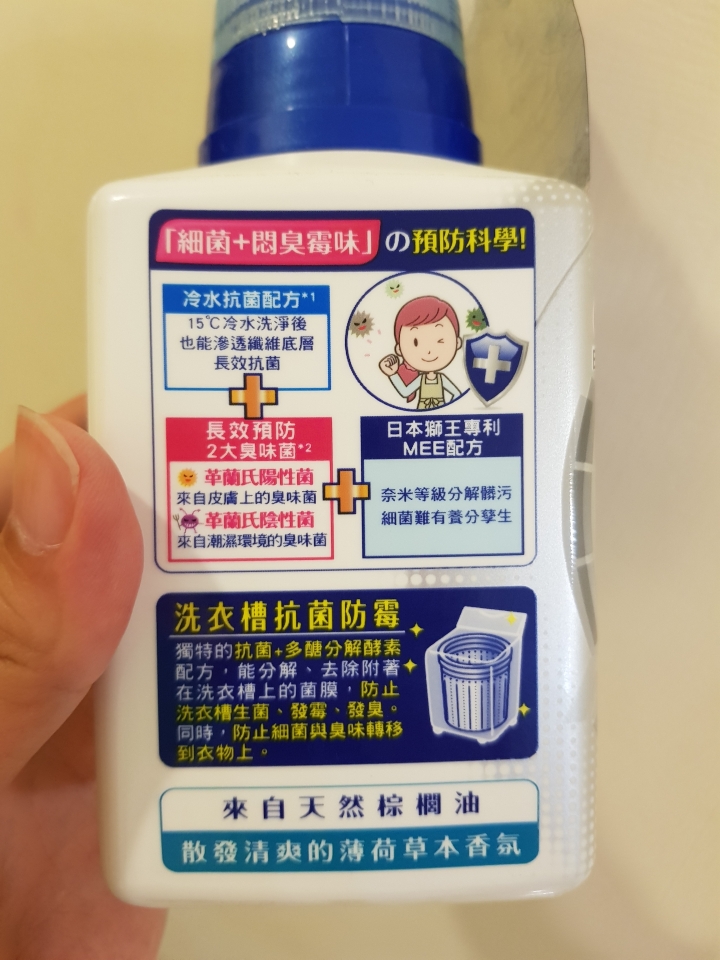 「細菌+悶臭霉味」の預防科學!
冷水抗菌配方*1
15℃冷水洗淨後
也能滲透纖維底層
長效抗菌
長效預防
2大臭味菌*2
革蘭氏陽性菌
來自皮膚上的臭味菌
革蘭氏陰性菌
來自潮濕環境的臭味菌
日本獅王專利
MEE配方
奈米等級分解髒污
細菌難有養分孳生
洗衣槽抗菌防霉
獨特的抗菌+多醣分解酵素
配方，能分解、去除附著
在洗衣槽上的菌膜，防止
洗衣槽生菌、發霉、發臭。
同時，防止細菌與臭味轉移
到衣物上。
來自天然棕櫚油
散發清爽的薄荷草本香氛